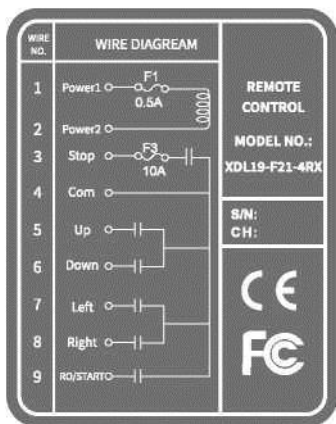 WIRE NO.
WIRE DIAGREAM
1 Power1 F1 0.5A
2 Power2
3 Stop F3 10A
4 Com
5 Up
6 Down
7 Left
8 Right
9 RO/START
REMOTE
CONTROL
MODEL NO.:
XDL19-F21-4RX
S/N:
CH:
CE
FC